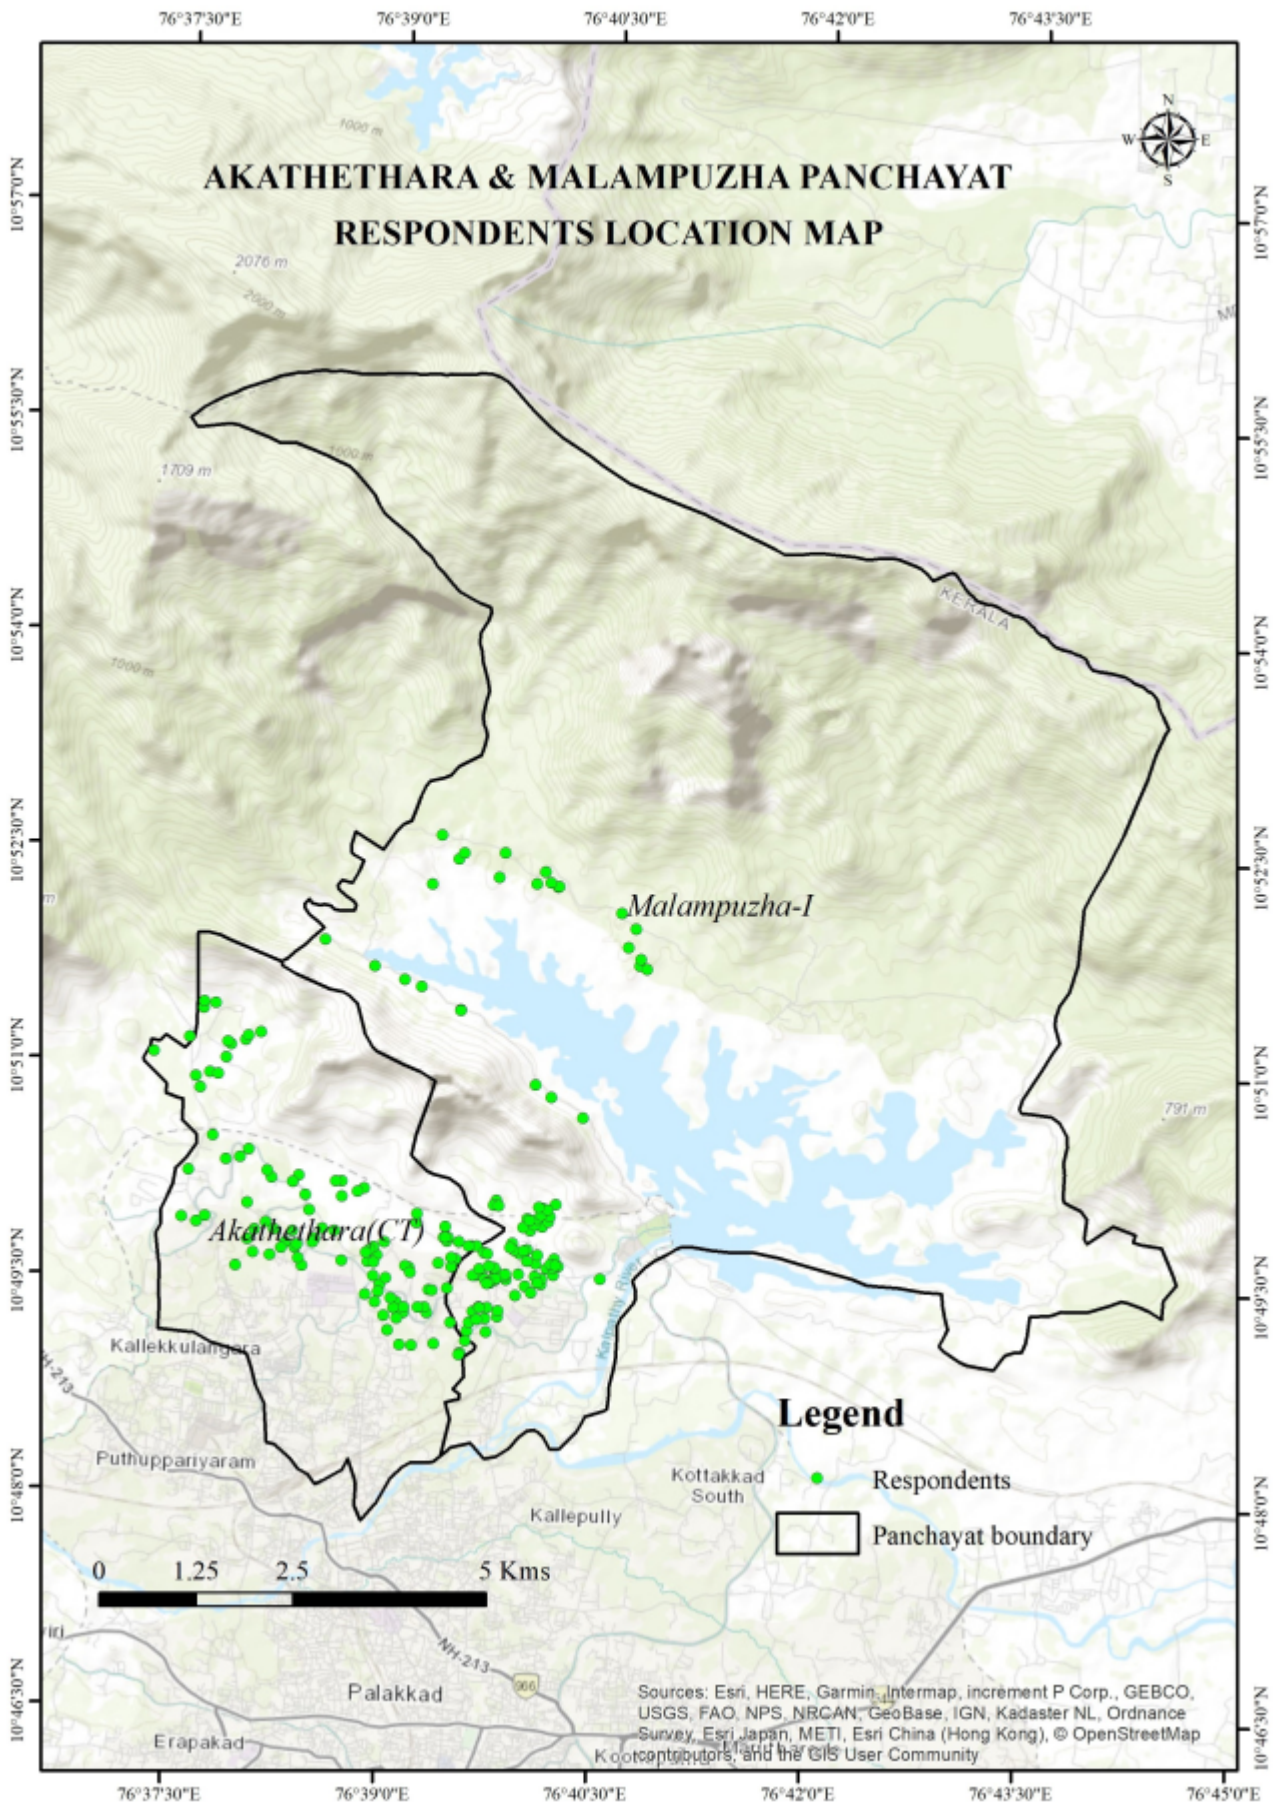 76°37'30"E 76°39'0"E 76°40'30"E 76°42'0"E 76°43'30"E
1000 m
N
W E
S
AKATHETHARA & MALAMPUZHA PANCHAYAT
RESPONDENTS LOCATION MAP
10°57'0"N
10°57'0"N
2076 m
2000 m
10°55'30"N
10°55'30"N
1000 m
1709 m
KERALA
10°54'0"N
10°54'0"N
1000 m
10°52'30"N
10°52'30"N
Malampuzha-I
m
10°51'0"N
10°51'0"N
791 m
Akathethara(CT)
10°49'30"N
10°49'30"N
Kalpathy River
Kallekkulangara
NH-213
Legend
Puthuppariyaram
Kottakkad
South
Respondents
10°48'0"N
10°48'0"N
Kallepully
Panchayat boundary
0 1.25 2.5 5 Kms
iri
NH-213
966
Palakkad
10°46'30"N
10°46'30"N
Erapakad
Sources: Esri, HERE, Garmin, Intermap, increment P Corp., GEBCO,
USGS, FAO, NPS, NRCAN, GeoBase, IGN, Kadaster NL, Ordnance
Survey, Esri Japan, METI, Esri China (Hong Kong), © OpenStreetMap
contributors, and the GIS User Community
76°37'30"E 76°39'0"E 76°40'30"E 76°42'0"E 76°43'30"E 76°45'0"E